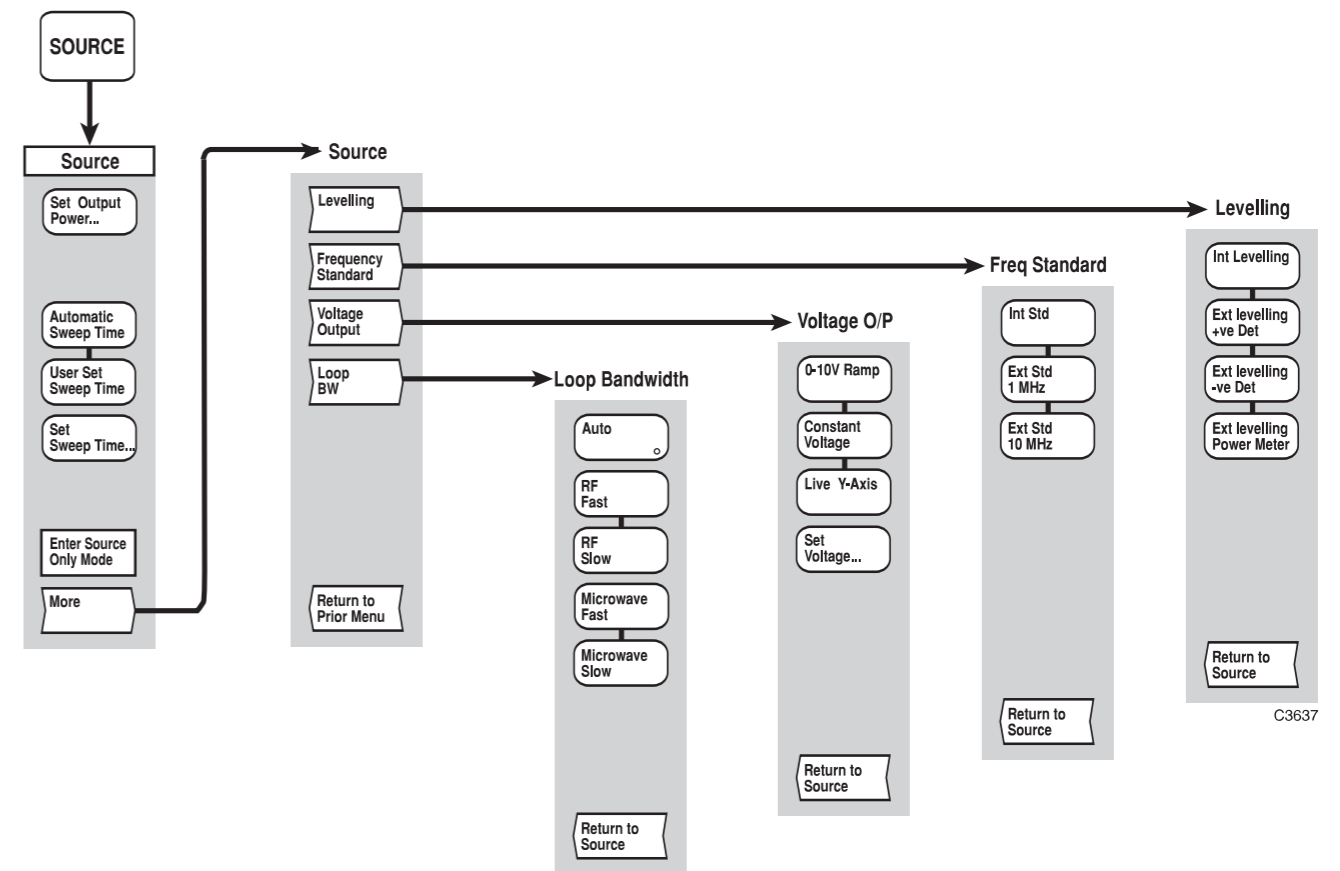 SOURCE
Source
Set Output
Power...
Automatic
Sweep Time
User Set
Sweep Time
Set
Sweep Time...
Enter Source
Only Mode
More
Source
Levelling
Frequency
Standard
Voltage
Output
Loop
BW
Return to
Prior Menu
Loop Bandwidth
Auto
RF
Fast
RF
Slow
Microwave
Fast
Microwave
Slow
Return to
Source
Voltage O/P
0-10V Ramp
Constant
Voltage
Live Y-Axis
Set
Voltage...
Return to
Source
Freq Standard
Int Std
Ext Std
1 MHz
Ext Std
10 MHz
Return to
Source
Levelling
Int Levelling
Ext levelling
+ve Det
Ext levelling
-ve Det
Ext levelling
Power Meter
Return to
Source
C3637